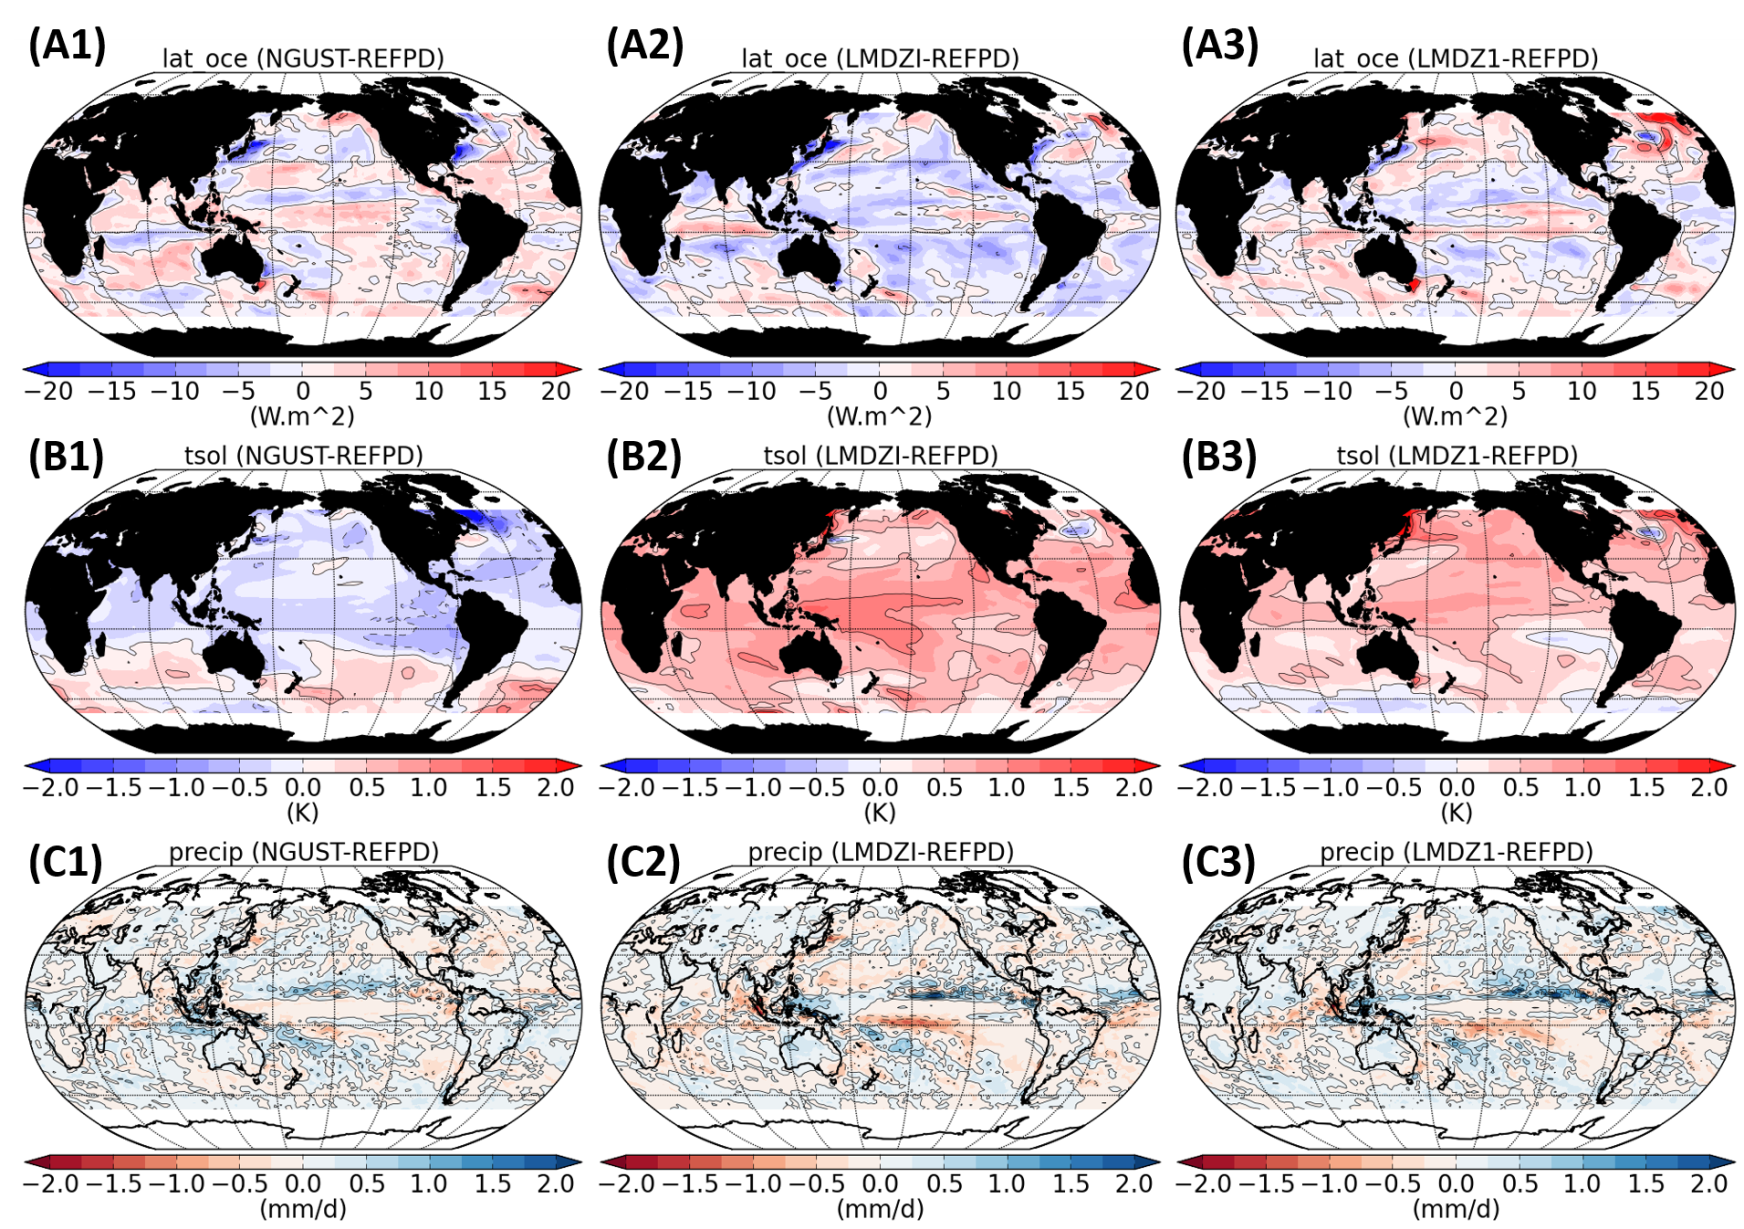 (A1) (A2) (A3)
lat_oce (NGUST-REFPD) lat_oce (LMDZI-REFPD) lat_oce (LMDZ1-REFPD)
−20 −15 −10 −5 0 5 10 15 20 −20 −15 −10 −5 0 5 10 15 20 −20 −15 −10 −5 0 5 10 15 20
(W.m^2) (W.m^2) (W.m^2)
(B1) (B2) (B3)
tsol (NGUST-REFPD) tsol (LMDZI-REFPD) tsol (LMDZ1-REFPD)
−2.0 −1.5 −1.0 −0.5 0.0 0.5 1.0 1.5 2.0 −2.0 −1.5 −1.0 −0.5 0.0 0.5 1.0 1.5 2.0 −2.0 −1.5 −1.0 −0.5 0.0 0.5 1.0 1.5 2.0
(K) (K) (K)
(C1) (C2) (C3)
precip (NGUST-REFPD) precip (LMDZI-REFPD) precip (LMDZ1-REFPD)
−2.0 −1.5 −1.0 −0.5 0.0 0.5 1.0 1.5 2.0 −2.0 −1.5 −1.0 −0.5 0.0 0.5 1.0 1.5 2.0 −2.0 −1.5 −1.0 −0.5 0.0 0.5 1.0 1.5 2.0
(mm/d) (mm/d) (mm/d)